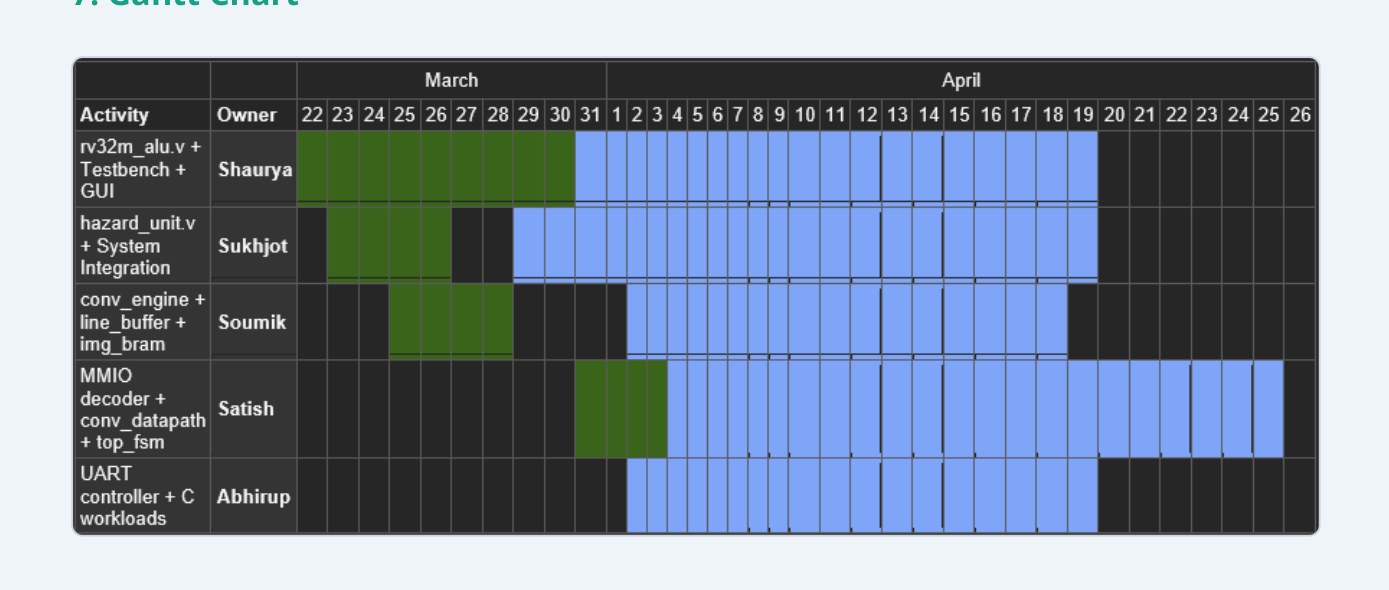 7. Gantt Chart
March April
Activity Owner 22 23 24 25 26 27 28 29 30 31 1 2 3 4 5 6 7 8 9 10 11 12 13 14 15 16 17 18 19 20 21 22 23 24 25 26
rv32m_alu.v +
Testbench +
GUI
Shaurya
hazard_unit.v
+ System
Integration
Sukhjot
conv_engine +
line_buffer +
img_bram
Soumik
MMIO
decoder +
conv_datapath
+ top_fsm
Satish
UART
controller + C
workloads
Abhirup